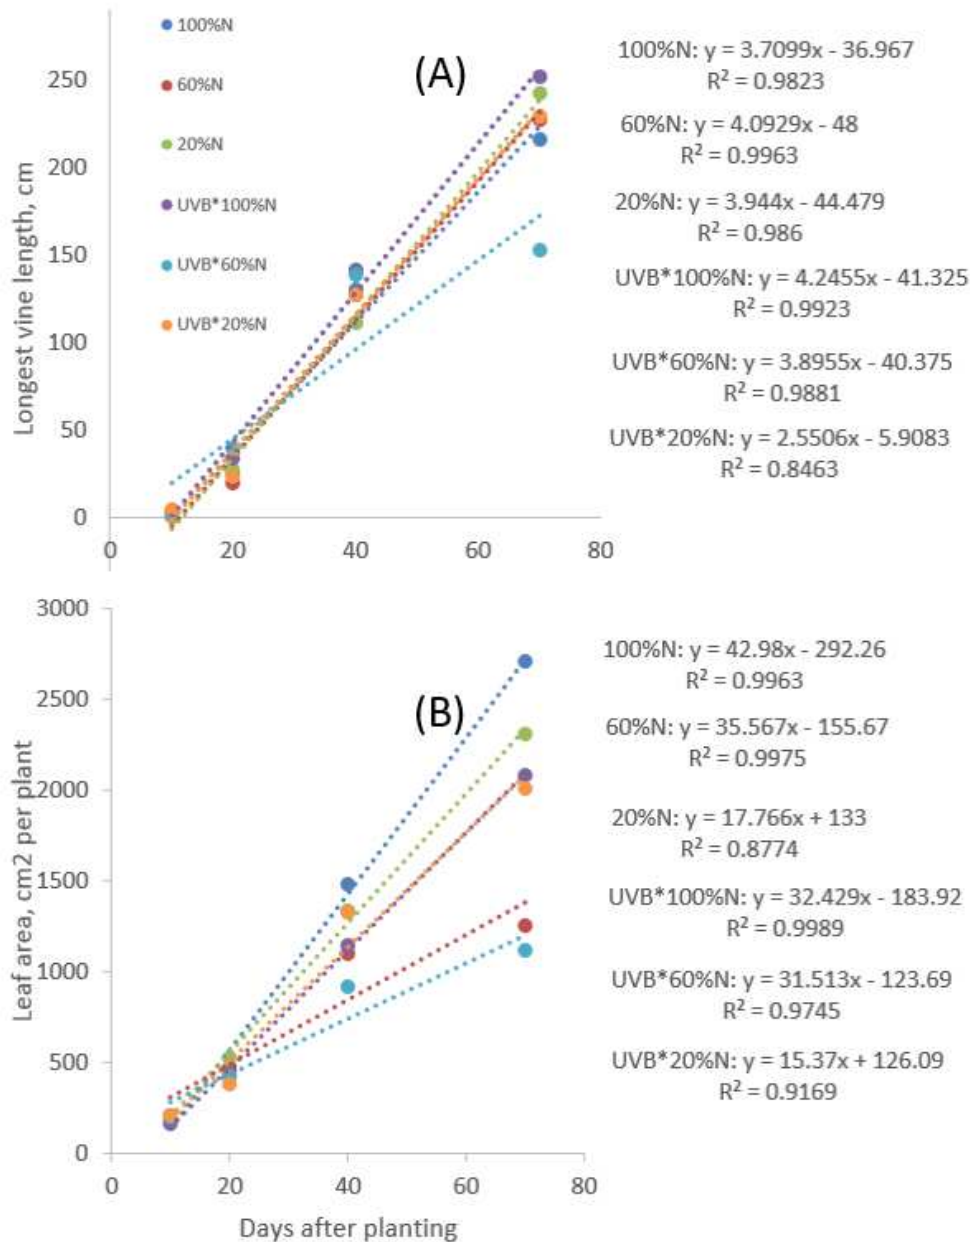 100%N
60%N
20%N
UVB*100%N
UVB*60%N
UVB*20%N
(A)
Longest vine length, cm
250
200
150
100
50
0
0 20 40 60 80
100%N: y = 3.7099x - 36.967
R² = 0.9823
60%N: y = 4.0929x - 48
R² = 0.9963
20%N: y = 3.944x - 44.479
R² = 0.986
UVB*100%N: y = 4.2455x - 41.325
R² = 0.9923
UVB*60%N: y = 3.8955x - 40.375
R² = 0.9881
UVB*20%N: y = 2.5506x - 5.9083
R² = 0.8463
(B)
Leaf area, cm2 per plant
3000
2500
2000
1500
1000
500
0
0 20 40 60 80
Days after planting
100%N: y = 42.98x - 292.26
R² = 0.9963
60%N: y = 35.567x - 155.67
R² = 0.9975
20%N: y = 17.766x + 133
R² = 0.8774
UVB*100%N: y = 32.429x - 183.92
R² = 0.9989
UVB*60%N: y = 31.513x - 123.69
R² = 0.9745
UVB*20%N: y = 15.37x + 126.09
R² = 0.9169